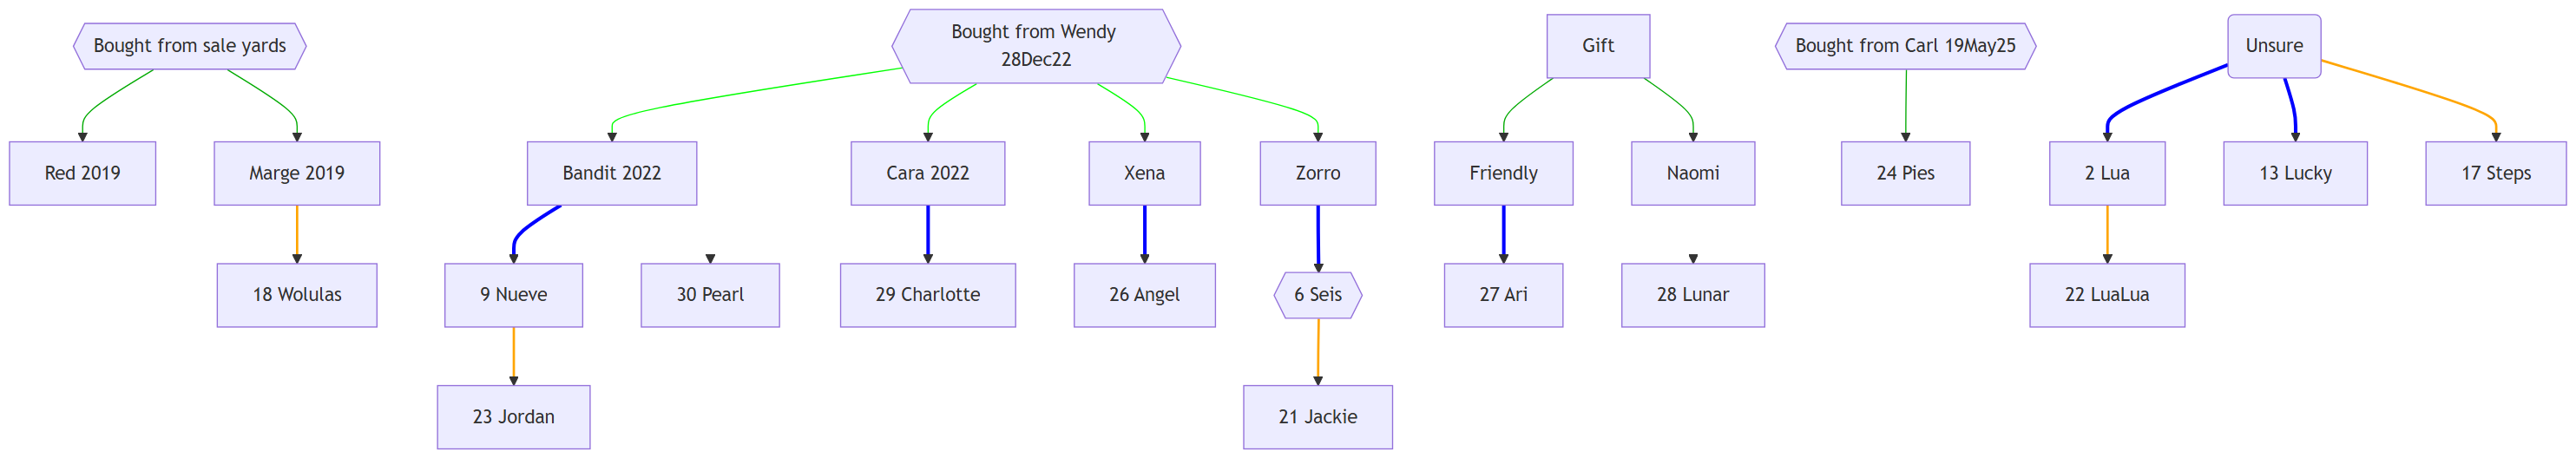 Bought from sale yards
Bought from Wendy
28Dec22
Gift
Bought from Carl 19May25
Unsure
Red 2019
Marge 2019
Bandit 2022
Cara 2022
Xena
Zorro
Friendly
Naomi
24 Pies
2 Lua
13 Lucky
17 Steps
18 Wolulas
9 Nueve
30 Pearl
29 Charlotte
26 Angel
6 Seis
27 Ari
28 Lunar
22 LuaLua
23 Jordan
21 Jackie